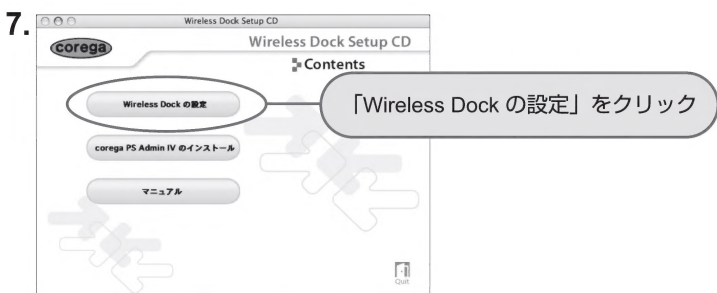 7.
Wireless Dock Setup CD
corega
Wireless Dock Setup CD
Contents
Wireless Dock の設定
「Wireless Dock の設定」をクリック
corega PS Admin IV のインストール
マニュアル
Quit